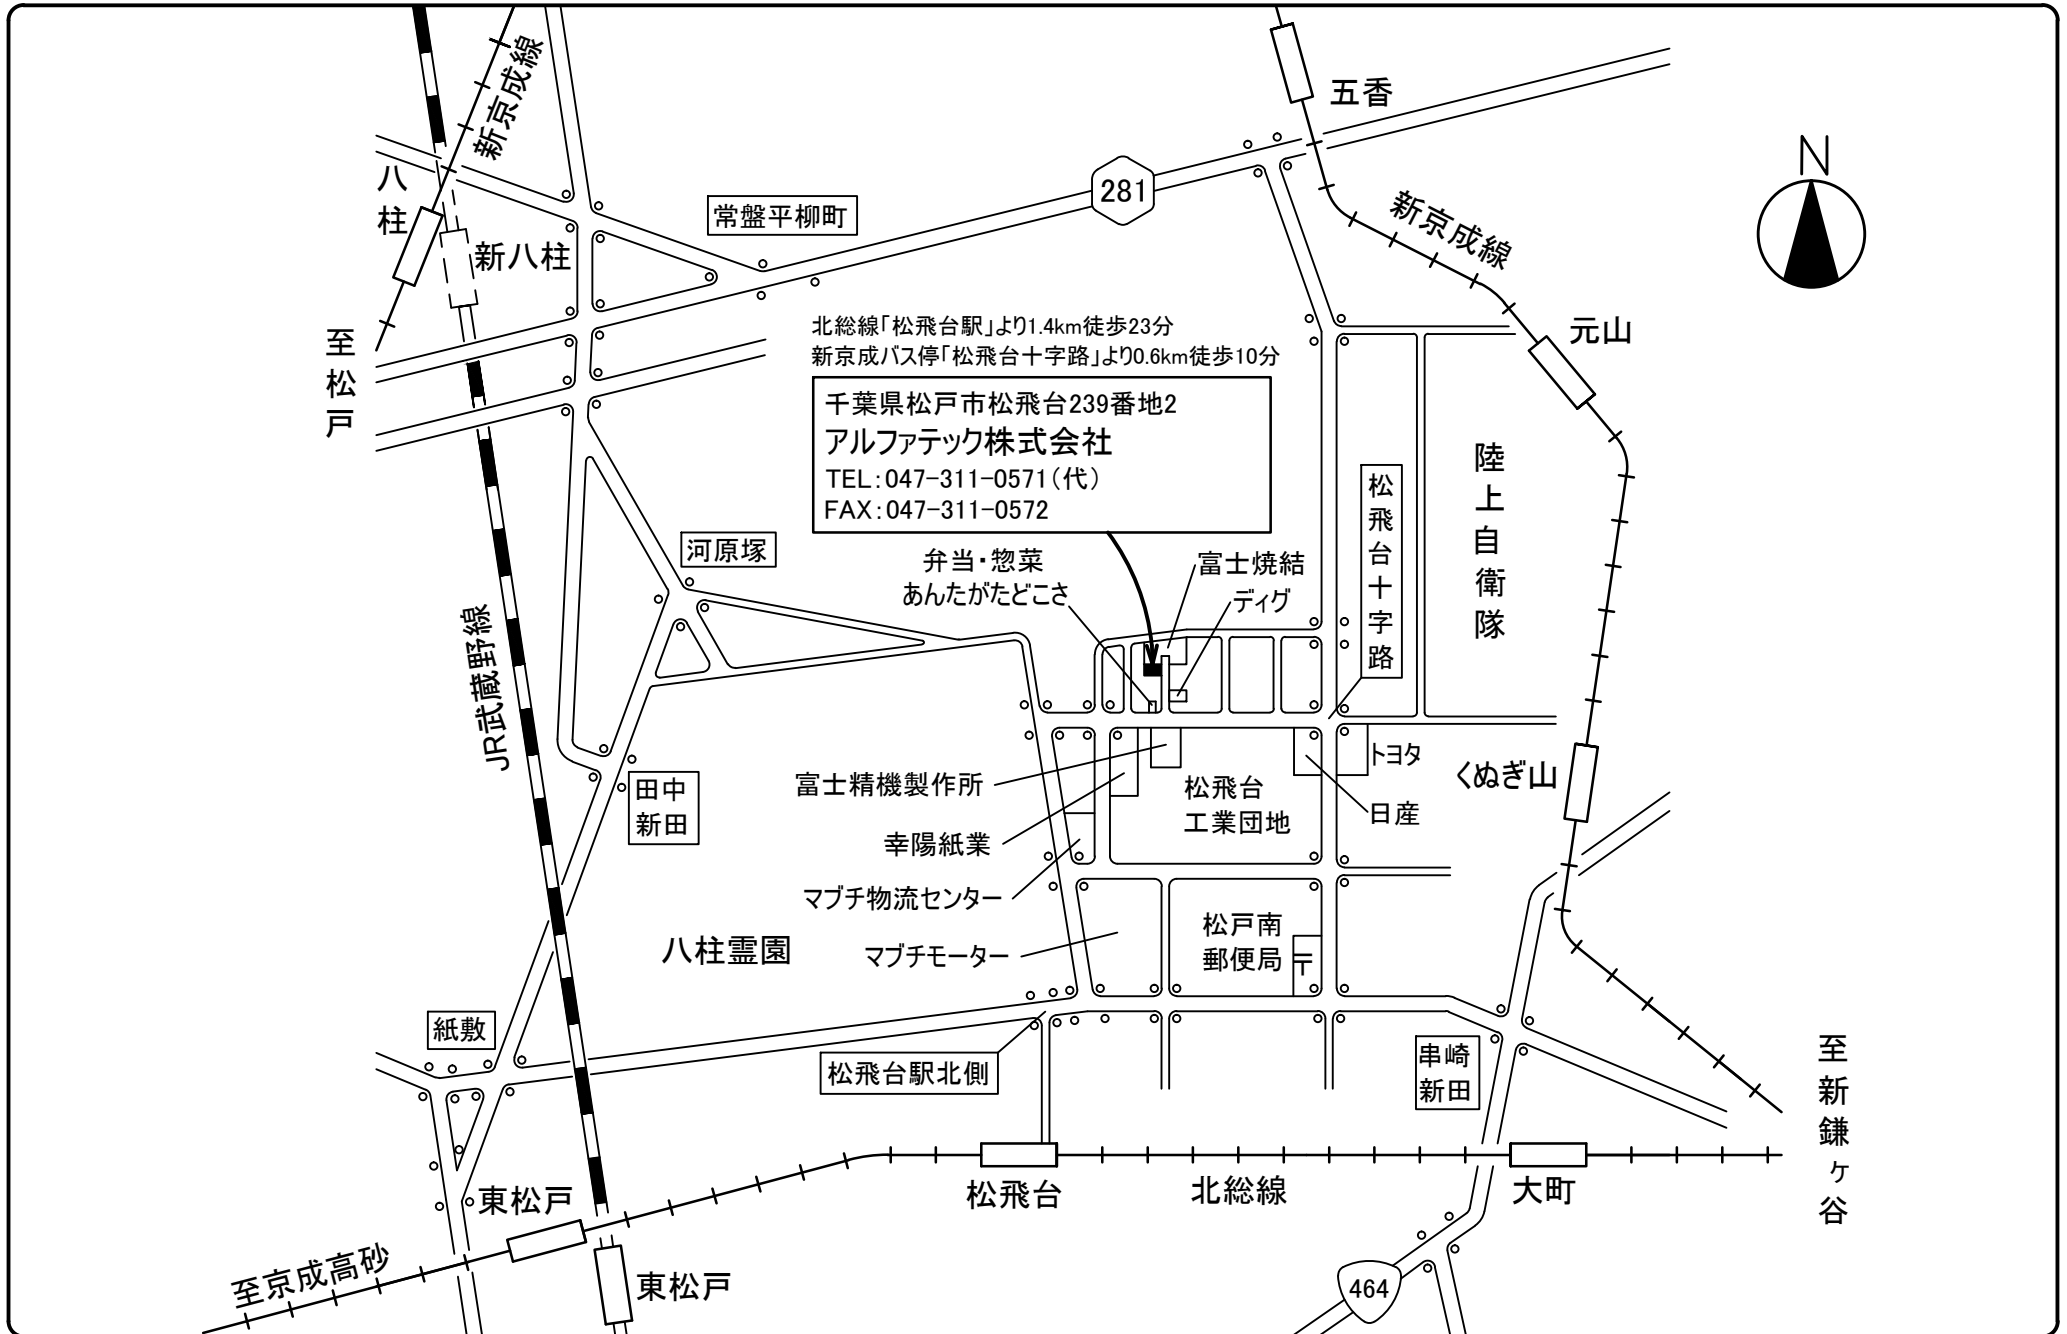 新京成線
五香
N
八柱
281
常盤平柳町
新八柱
新京成線
至松戸
北総線「松飛台駅」より1.4km徒歩23分
新京成バス停「松飛台十字路」より0.6km徒歩10分
元山
千葉県松戸市松飛台239番地2
アルファテック株式会社
TEL:047-311-0571(代)
FAX:047-311-0572
陸上自衛隊
松飛台十字路
河原塚
弁当・惣菜
あんたがたどこさ
富士焼結
ディグ
JR武蔵野線
トヨタ
くぬぎ山
田中
新田
富士精機製作所
松飛台
工業団地
日産
幸陽紙業
マブチ物流センター
八柱霊園
マブチモーター
松戸南
郵便局
〒
紙敷
松飛台駅北側
串崎
新田
至新鎌ヶ谷
東松戸
松飛台
北総線
大町
至京成高砂
東松戸
464